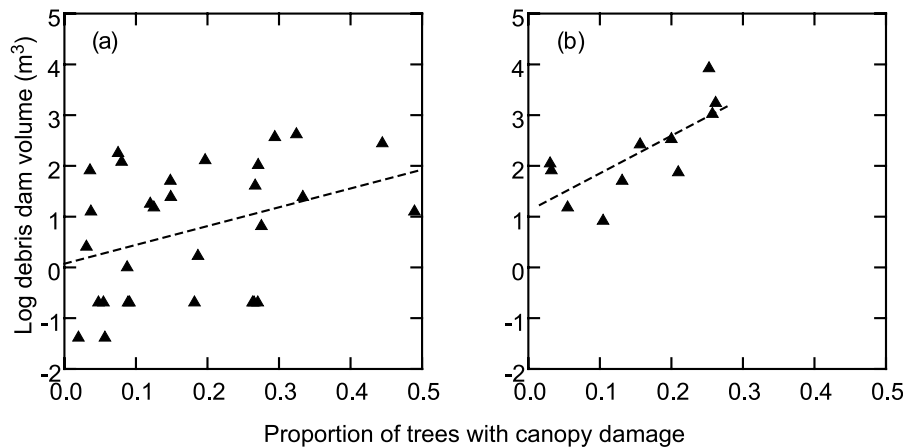 (a)
(b)
Log debris dam volume (m³)
5
4
3
2
1
0
-1
-2
0.0 0.1 0.2 0.3 0.4 0.5
5
4
3
2
1
0
-1
-2
0.0 0.1 0.2 0.3 0.4 0.5
Proportion of trees with canopy damage